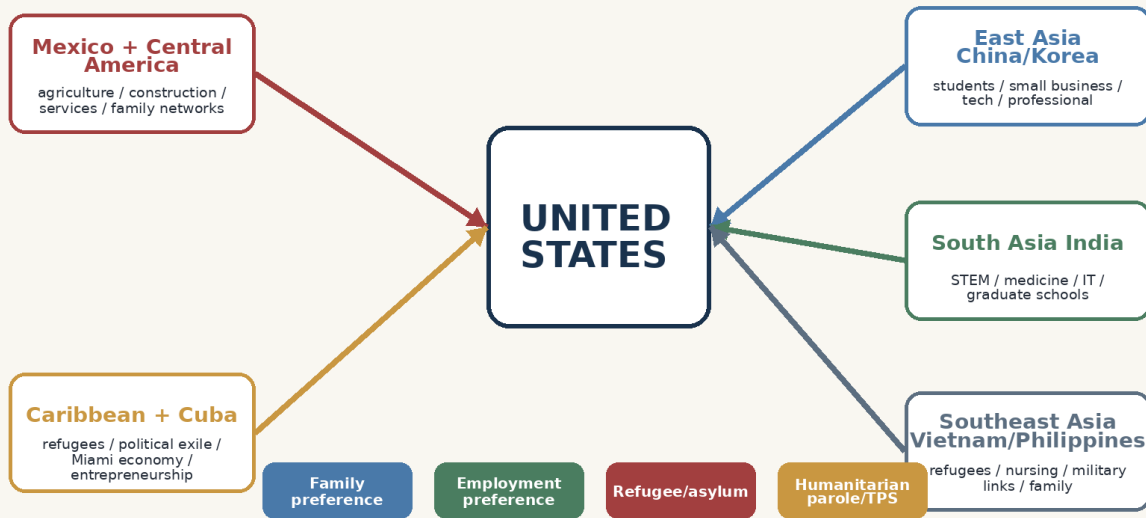 Mexico + Central
America
agriculture / construction /
services / family networks
East Asia
China/Korea
students / small business /
tech / professional
UNITED
STATES
South Asia India
STEM / medicine / IT /
graduate schools
Caribbean + Cuba
refugees / political exile /
Miami economy /
entrepreneurship
Southeast Asia
Vietnam/Philippines
refugees / nursing / military
links / family
Family
preference
Employment
preference
Refugee/asylum
Humanitarian
parole/TPS